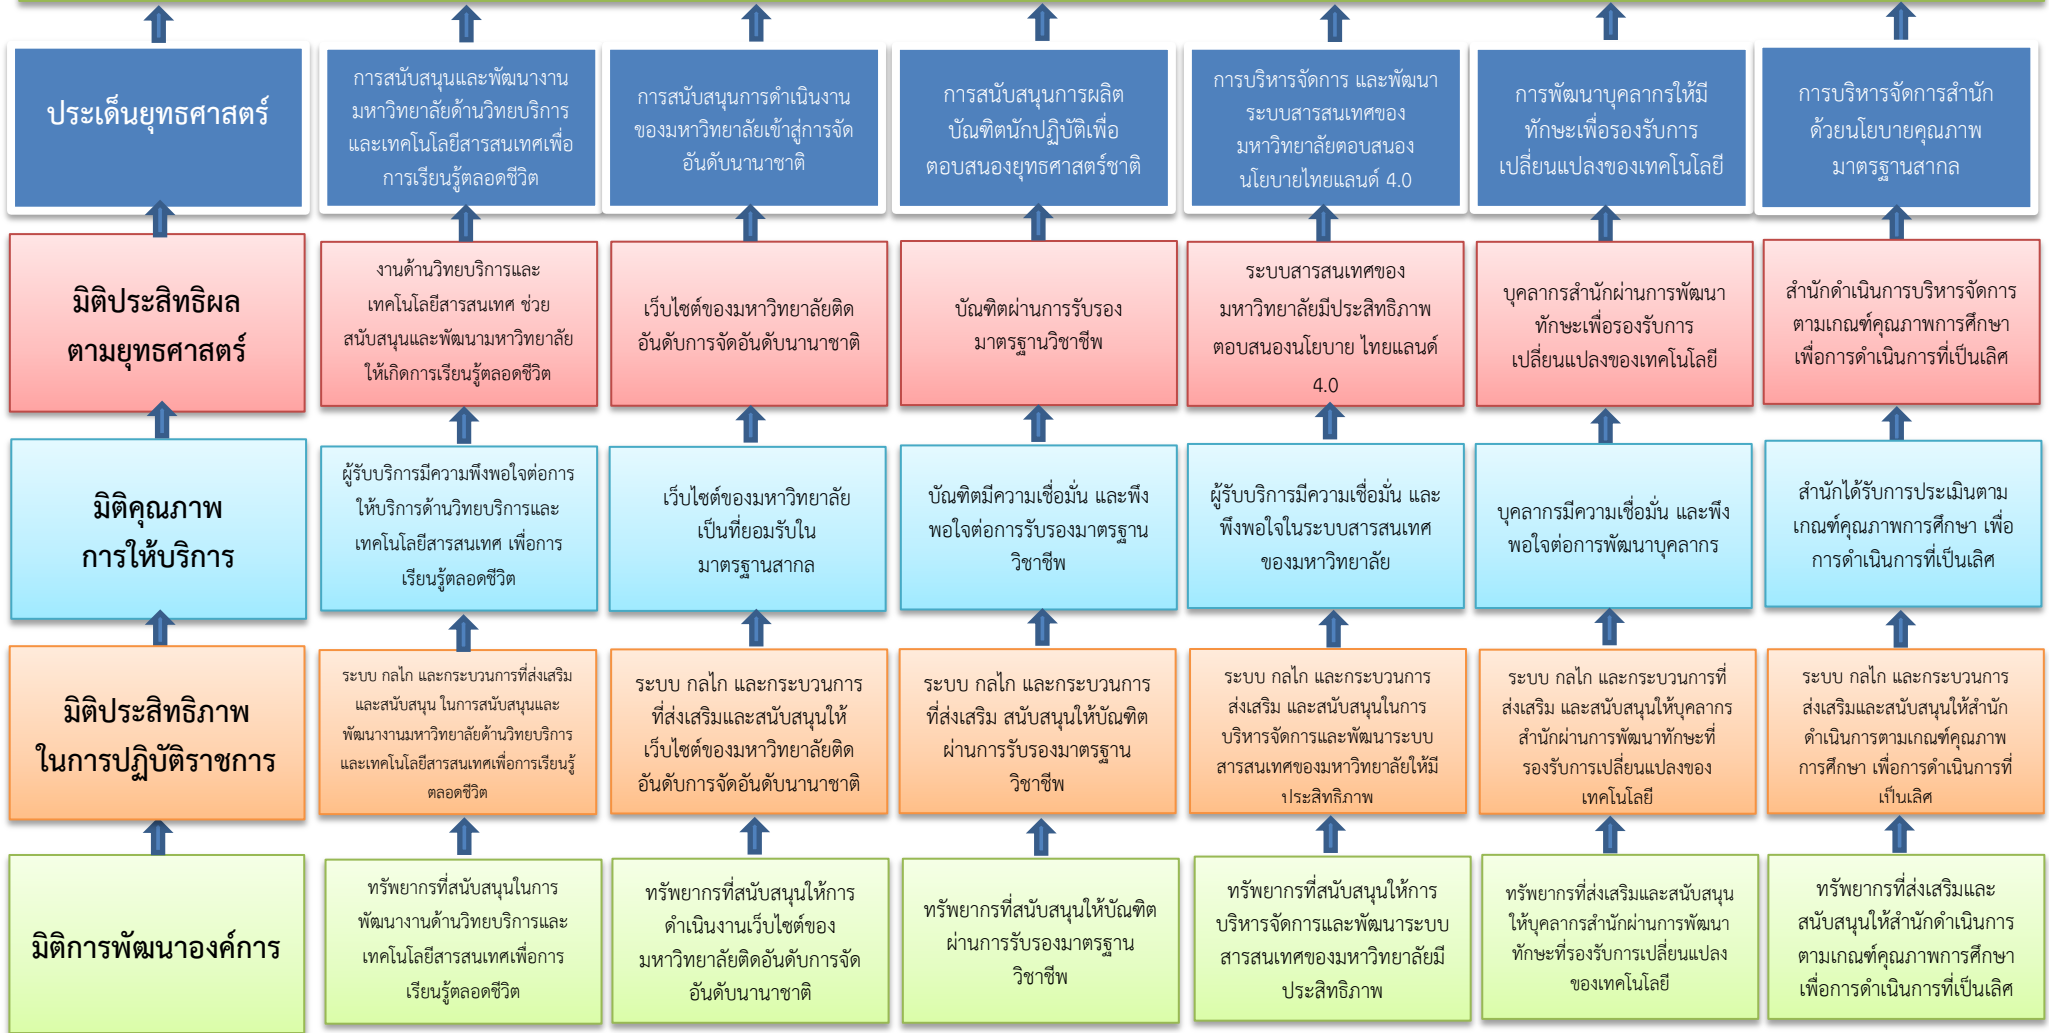 ประเด็นยุทธศาสตร์
การสนับสนุนและพัฒนางาน
มหาวิทยาลัยด้านวิทยบริการ
และเทคโนโลยีสารสนเทศเพื่อ
การเรียนรู้ตลอดชีวิต
การสนับสนุนการดำเนินงาน
ของมหาวิทยาลัยเข้าสู่การจัด
อันดับนานาชาติ
การสนับสนุนการผลิต
บัณฑิตนักปฏิบัติเพื่อ
ตอบสนองยุทธศาสตร์ชาติ
การบริหารจัดการ และพัฒนา
ระบบสารสนเทศของ
มหาวิทยาลัยตอบสนอง
นโยบายไทยแลนด์ 4.0
การพัฒนาบุคลากรให้มี
ทักษะเพื่อรองรับการ
เปลี่ยนแปลงของเทคโนโลยี
การบริหารจัดการสำนัก
ด้วยนโยบายคุณภาพ
มาตรฐานสากล
มิติประสิทธิผล
ตามยุทธศาสตร์
งานด้านวิทยบริการและ
เทคโนโลยีสารสนเทศ ช่วย
สนับสนุนและพัฒนามหาวิทยาลัย
ให้เกิดการเรียนรู้ตลอดชีวิต
เว็บไซต์ของมหาวิทยาลัยติด
อันดับการจัดอันดับนานาชาติ
บัณฑิตผ่านการรับรอง
มาตรฐานวิชาชีพ
ระบบสารสนเทศของ
มหาวิทยาลัยมีประสิทธิภาพ
ตอบสนองนโยบาย ไทยแลนด์
4.0
บุคลากรสำนักผ่านการพัฒนา
ทักษะเพื่อรองรับการ
เปลี่ยนแปลงของเทคโนโลยี
สำนักดำเนินการบริหารจัดการ
ตามเกณฑ์คุณภาพการศึกษา
เพื่อการดำเนินการที่เป็นเลิศ
มิติคุณภาพ
การให้บริการ
ผู้รับบริการมีความพึงพอใจต่อการ
ให้บริการด้านวิทยบริการและ
เทคโนโลยีสารสนเทศ เพื่อการ
เรียนรู้ตลอดชีวิต
เว็บไซต์ของมหาวิทยาลัย
เป็นที่ยอมรับใน
มาตรฐานสากล
บัณฑิตมีความเชื่อมั่น และพึง
พอใจต่อการรับรองมาตรฐาน
วิชาชีพ
ผู้รับบริการมีความเชื่อมั่น และ
พึงพอใจในระบบสารสนเทศ
ของมหาวิทยาลัย
บุคลากรมีความเชื่อมั่น และพึง
พอใจต่อการพัฒนาบุคลากร
สำนักได้รับการประเมินตาม
เกณฑ์คุณภาพการศึกษา เพื่อ
การดำเนินการที่เป็นเลิศ
มิติประสิทธิภาพ
ในการปฏิบัติราชการ
ระบบ กลไก และกระบวนการที่ส่งเสริม
และสนับสนุน ในการสนับสนุนและ
พัฒนางานมหาวิทยาลัยด้านวิทยบริการ
และเทคโนโลยีสารสนเทศเพื่อการเรียนรู้
ตลอดชีวิต
ระบบ กลไก และกระบวนการ
ที่ส่งเสริมและสนับสนุนให้
เว็บไซต์ของมหาวิทยาลัยติด
อันดับการจัดอันดับนานาชาติ
ระบบ กลไก และกระบวนการ
ที่ส่งเสริม สนับสนุนให้บัณฑิต
ผ่านการรับรองมาตรฐาน
วิชาชีพ
ระบบ กลไก และกระบวนการ
ส่งเสริม และสนับสนุนในการ
บริหารจัดการและพัฒนาระบบ
สารสนเทศของมหาวิทยาลัยให้มี
ประสิทธิภาพ
ระบบ กลไก และกระบวนการที่
ส่งเสริม และสนับสนุนให้บุคลากร
สำนักผ่านการพัฒนาทักษะที่
รองรับการเปลี่ยนแปลงของ
เทคโนโลยี
ระบบ กลไก และกระบวนการ
ส่งเสริมและสนับสนุนให้สำนัก
ดำเนินการตามเกณฑ์คุณภาพ
การศึกษา เพื่อการดำเนินการที่
เป็นเลิศ
มิติการพัฒนาองค์การ
ทรัพยากรที่สนับสนุนในการ
พัฒนางานด้านวิทยบริการและ
เทคโนโลยีสารสนเทศเพื่อการ
เรียนรู้ตลอดชีวิต
ทรัพยากรที่สนับสนุนให้การ
ดำเนินงานเว็บไซต์ของ
มหาวิทยาลัยติดอันดับการจัด
อันดับนานาชาติ
ทรัพยากรที่สนับสนุนให้บัณฑิต
ผ่านการรับรองมาตรฐาน
วิชาชีพ
ทรัพยากรที่สนับสนุนให้การ
บริหารจัดการและพัฒนาระบบ
สารสนเทศของมหาวิทยาลัยมี
ประสิทธิภาพ
ทรัพยากรที่ส่งเสริมและสนับสนุน
ให้บุคลากรสำนักผ่านการพัฒนา
ทักษะที่รองรับการเปลี่ยนแปลง
ของเทคโนโลยี
ทรัพยากรที่ส่งเสริมและ
สนับสนุนให้สำนักดำเนินการ
ตามเกณฑ์คุณภาพการศึกษา
เพื่อการดำเนินการที่เป็นเลิศ